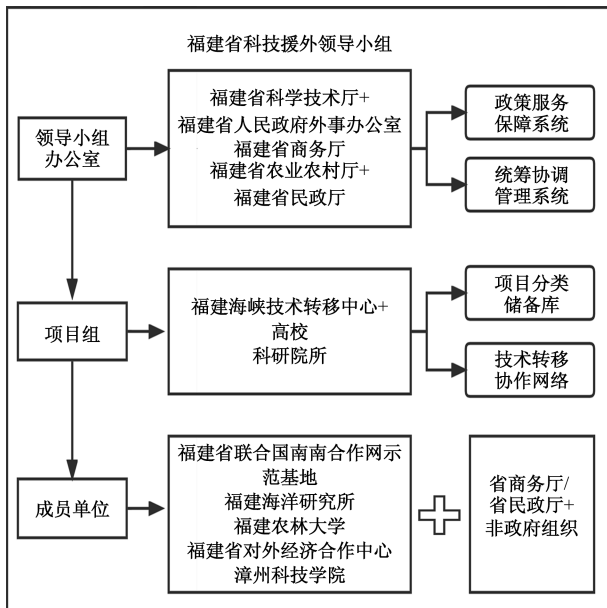 福建省科技援外领导小组
领导小组
办公室
福建省科学技术厅+
福建省人民政府外事办公室
福建省商务厅
福建省农业农村厅+
福建省民政厅
政策服务
保障系统
统筹协调
管理系统
项目组
福建海峡技术转移中心+
高校
科研院所
项目分类
储备库
技术转移
协作网络
成员单位
福建省联合国南南合作网示
范基地
福建海洋研究所
福建农林大学
福建省对外经济合作中心
漳州科技学院
省商务厅/
省民政厅+
非政府组织